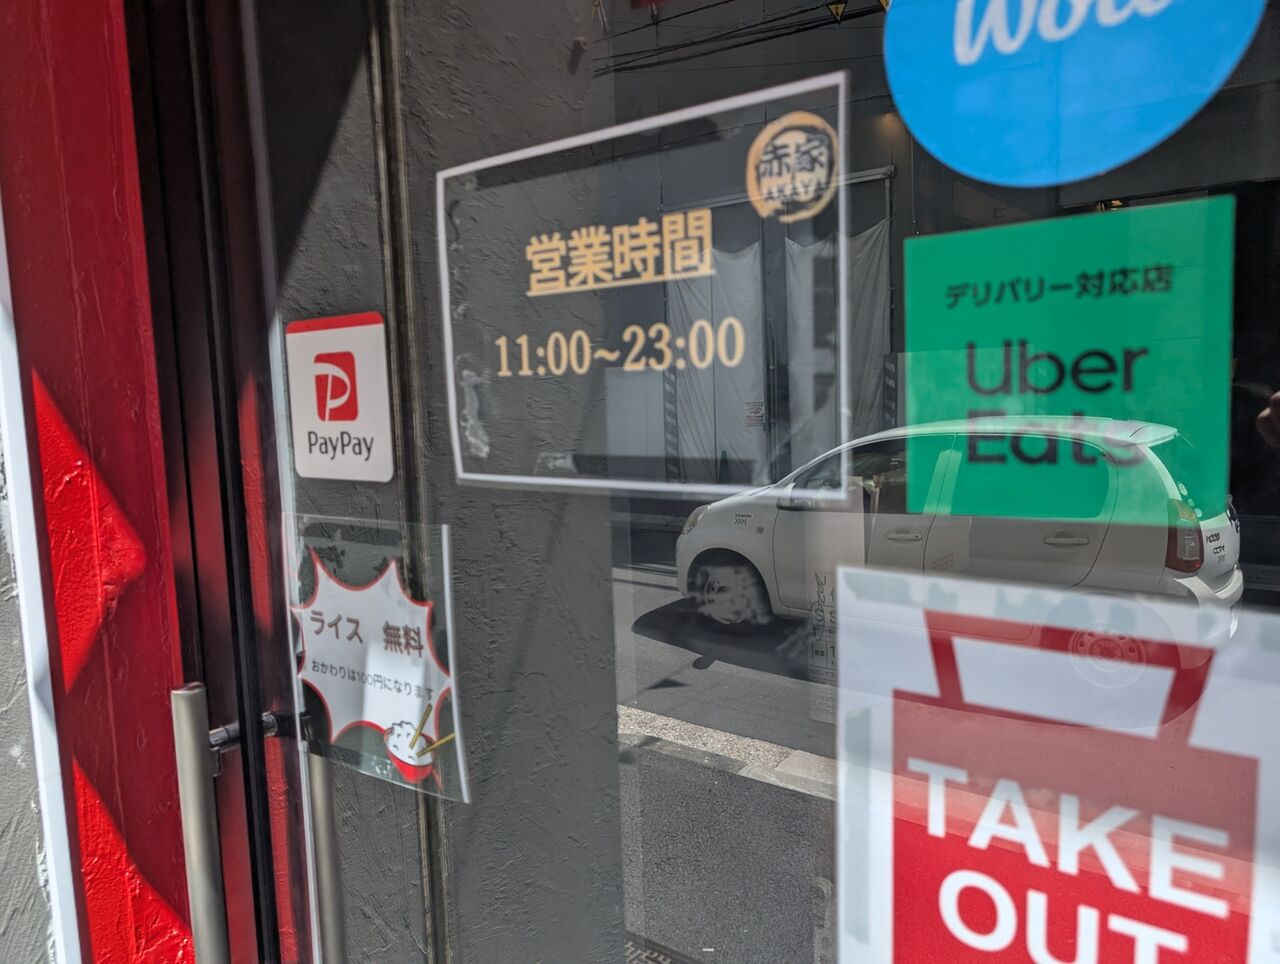 Wolt
赤家
AKAYA
営業時間
11:00~23:00
デリバリー対応店
Uber
Eats
PayPay
ライス 無料
おかわりは100円になります
TAKE
OUT